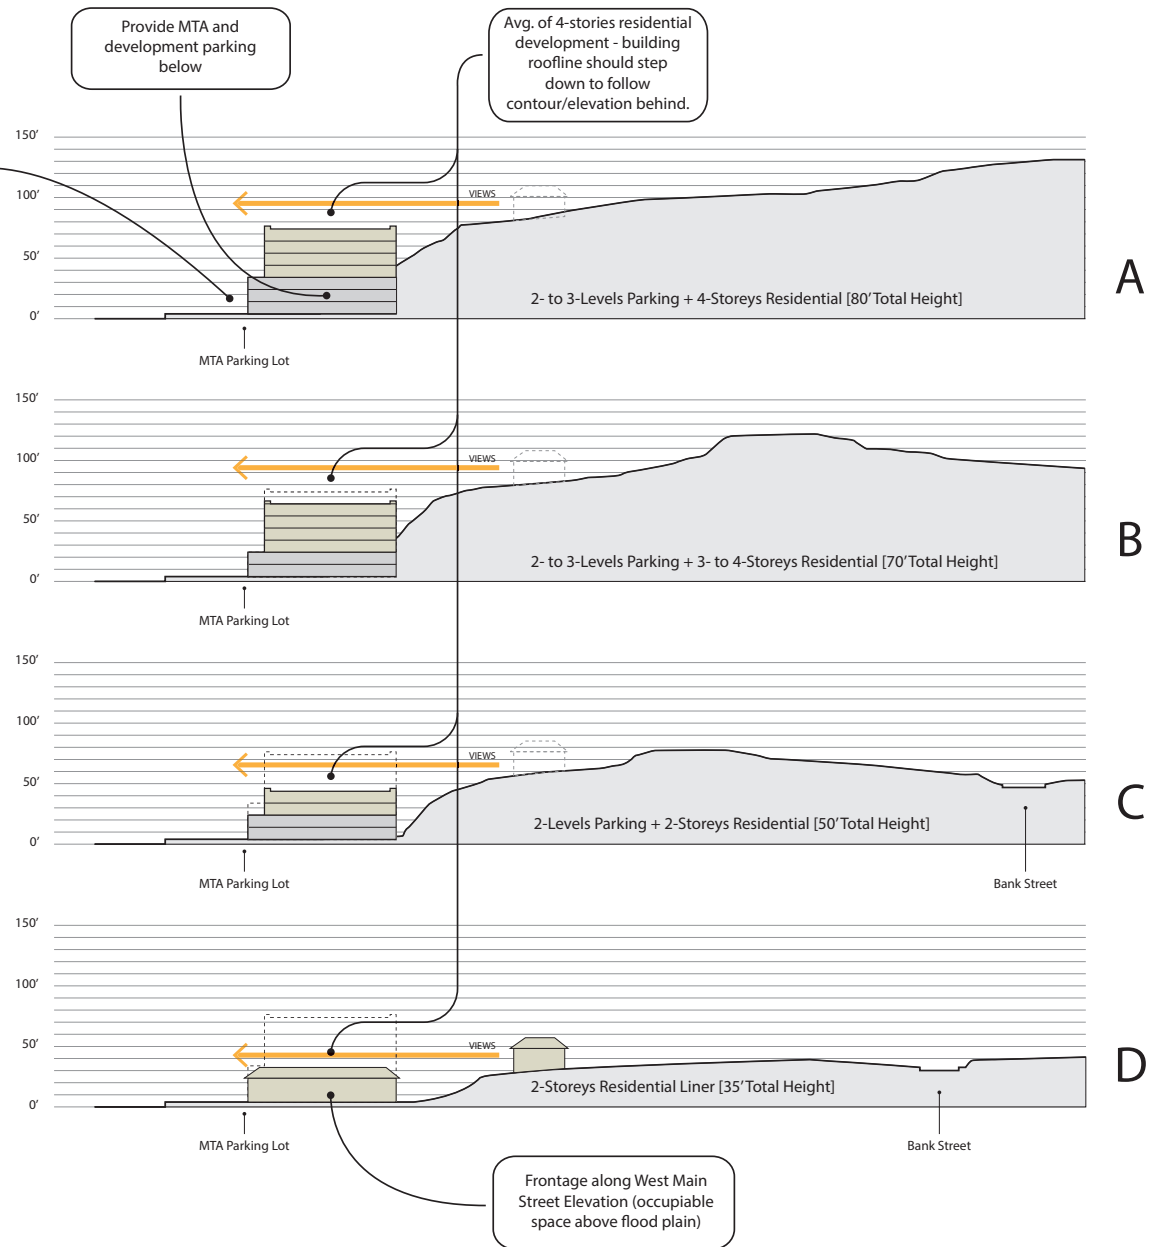 Provide MTA and
development parking
below
Avg. of 4-stories residential
development - building
roofline should step
down to follow
contour/elevation behind.
150’
100’
50’
0’
VIEWS
2- to 3-Levels Parking + 4-Storeys Residential [80’ Total Height]
A
MTA Parking Lot
150’
100’
50’
0’
VIEWS
2- to 3-Levels Parking + 3- to 4-Storeys Residential [70’ Total Height]
B
MTA Parking Lot
150’
100’
50’
0’
VIEWS
2-Levels Parking + 2-Storeys Residential [50’ Total Height]
C
MTA Parking Lot
Bank Street
150’
100’
50’
0’
VIEWS
2-Storeys Residential Liner [35’ Total Height]
D
MTA Parking Lot
Bank Street
Frontage along West Main
Street Elevation (occupiable
space above flood plain)